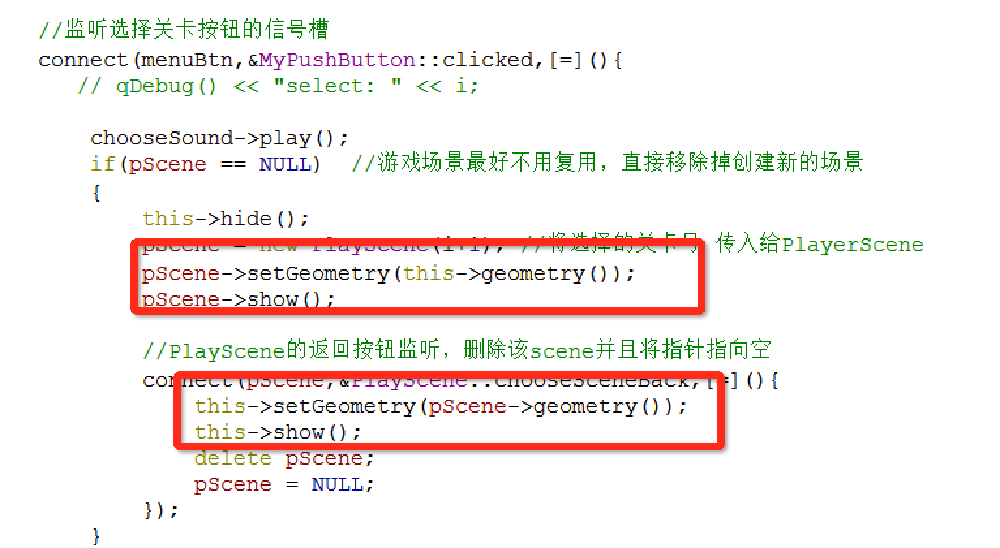 //监听选择关卡按钮的信号槽
connect(menuBtn,&MyPushButton::clicked,[=](){
// qDebug() << "select: " << i;
chooseSound->play();
if(pScene == NULL) //游戏场景最好不用复用，直接移除掉创建新的场景
{
this->hide();
pScene = new PlayScene(i+1); //将选择的关卡号 传入给PlayerScene
pScene->setGeometry(this->geometry());
pScene->show();
//PlayScene的返回按钮监听，删除该scene并且将指针指向空
connect(pScene,&PlayScene::chooseSceneBack,[=](){
this->setGeometry(pScene->geometry());
this->show();
delete pScene;
pScene = NULL;
});
}